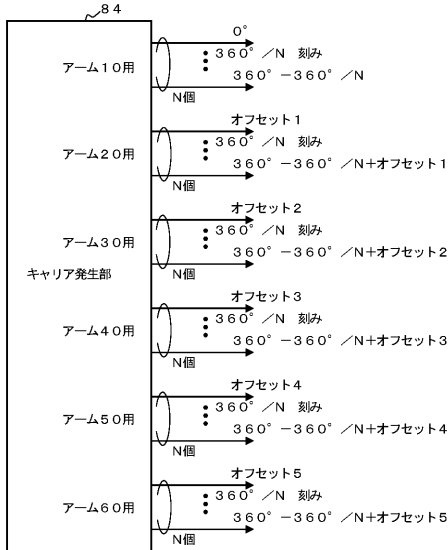 ８４
０°
アーム１０用
３６０°／Ｎ　刻み
３６０°－３６０°／Ｎ
Ｎ個
オフセット１
アーム２０用
３６０°／Ｎ　刻み
３６０°－３６０°／Ｎ＋オフセット１
Ｎ個
オフセット２
アーム３０用
３６０°／Ｎ　刻み
３６０°－３６０°／Ｎ＋オフセット２
Ｎ個
キャリア発生部
オフセット３
アーム４０用
３６０°／Ｎ　刻み
３６０°－３６０°／Ｎ＋オフセット３
Ｎ個
オフセット４
アーム５０用
３６０°／Ｎ　刻み
３６０°－３６０°／Ｎ＋オフセット４
Ｎ個
オフセット５
アーム６０用
３６０°／Ｎ　刻み
３６０°－３６０°／Ｎ＋オフセット５
Ｎ個